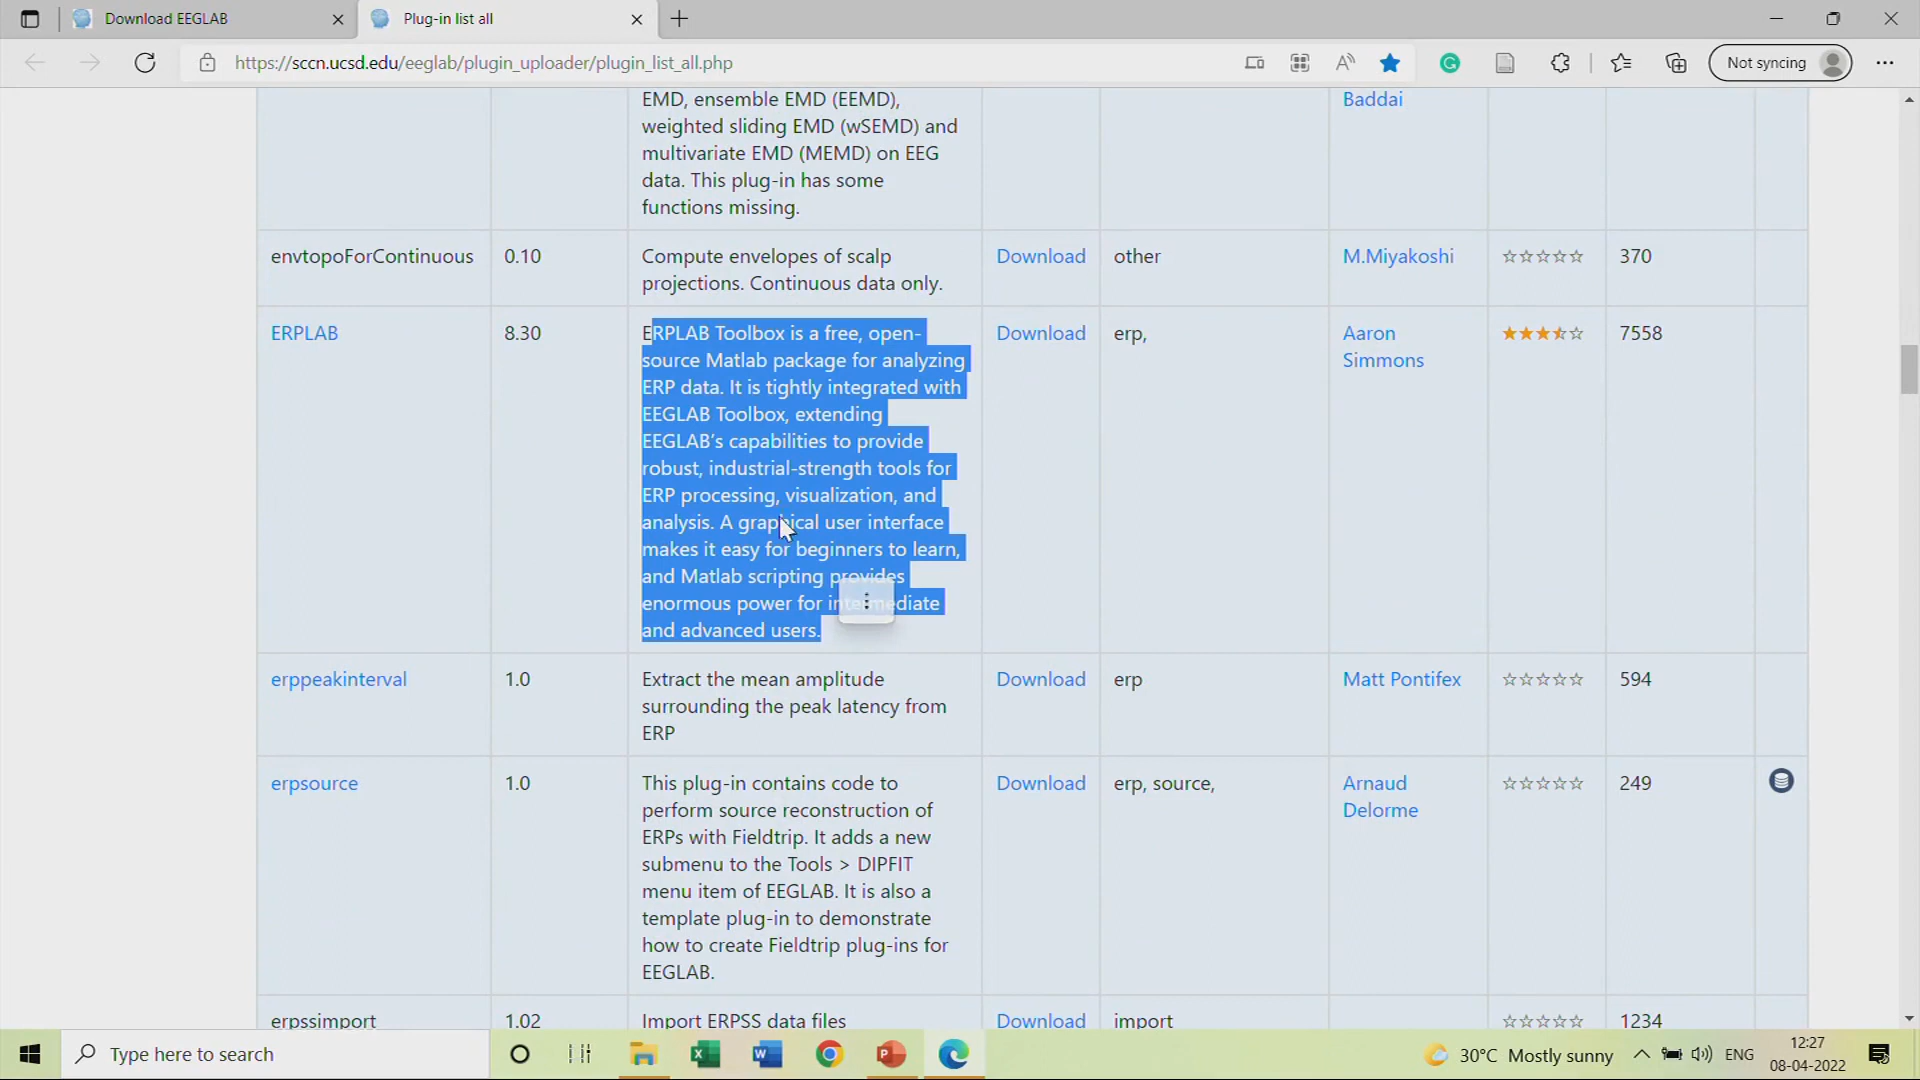 Download EEGLAB
Plug-in list all
https://sccn.ucsd.edu/eeglab/plugin_uploader/plugin_list_all.php
Not syncing
EMD, ensemble EMD (EEMD),
weighted sliding EMD (wSEMD) and
multivariate EMD (MEMD) on EEG
data. This plug-in has some
functions missing.
Baddai
envtopoForContinuous
0.10
Compute envelopes of scalp
projections. Continuous data only.
Download
other
M.Miyakoshi
370
ERPLAB
8.30
ERPLAB Toolbox is a free, open-
source Matlab package for analyzing
ERP data. It is tightly integrated with
EEGLAB Toolbox, extending
EEGLAB’s capabilities to provide
robust, industrial-strength tools for
ERP processing, visualization, and
analysis. A graphical user interface
makes it easy for beginners to learn,
and Matlab scripting provides
enormous power for intermediate
and advanced users.
Download
erp,
Aaron
Simmons
7558
erppeakinterval
1.0
Extract the mean amplitude
surrounding the peak latency from
ERP
Download
erp
Matt Pontifex
594
erpsource
1.0
This plug-in contains code to
perform source reconstruction of
ERPs with Fieldtrip. It adds a new
submenu to the Tools > DIPFIT
menu item of EEGLAB. It is also a
template plug-in to demonstrate
how to create Fieldtrip plug-ins for
EEGLAB.
Download
erp, source,
Arnaud
Delorme
249
erpssimport
1.02
Import ERPSS data files
Download
import
1234
Type here to search
30°C Mostly sunny
ENG
12:27
08-04-2022